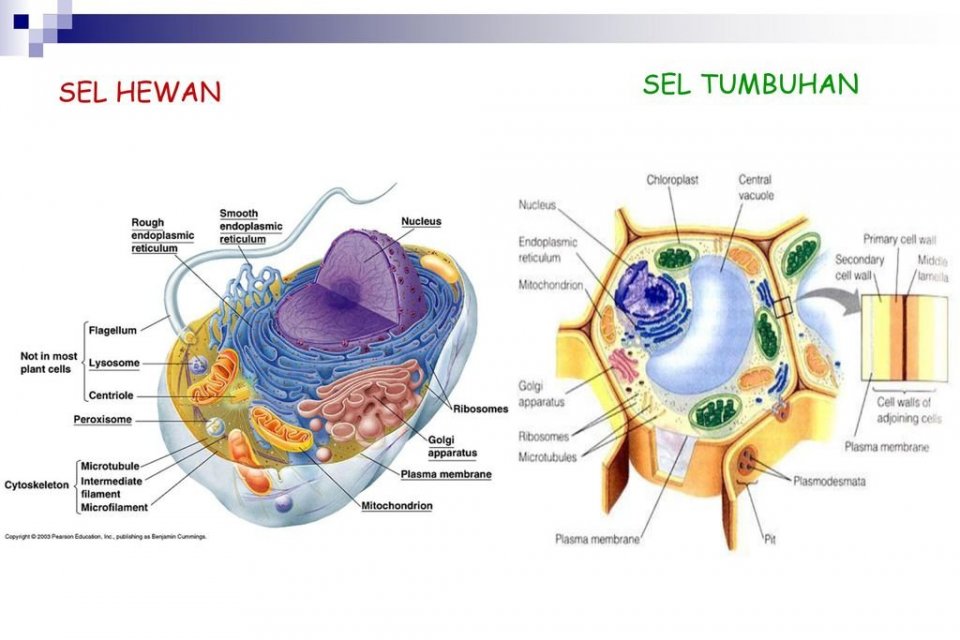 SEL HEWAN
SEL TUMBUHAN
Rough
endoplasmic
reticulum
Smooth
endoplasmic
reticulum
Nucleus
Not in most
plant cells
Flagellum
Lysosome
Centriole
Peroxisome
Cytoskeleton
Microtubule
Intermediate
filament
Microfilament
Ribosomes
Golgi
apparatus
Plasma membrane
Mitochondrion
Copyright © 2003 Pearson Education, Inc., publishing as Benjamin Cummings.
Chloroplast
Central
vacuole
Nucleus
Endoplasmic
reticulum
Mitochondrion
Golgi
apparatus
Ribosomes
Microtubules
Plasma membrane
Primary cell wall
Secondary
cell wall
Middle
lamella
Cell walls of
adjoining cells
Plasma membrane
Plasmodesmata
Pit